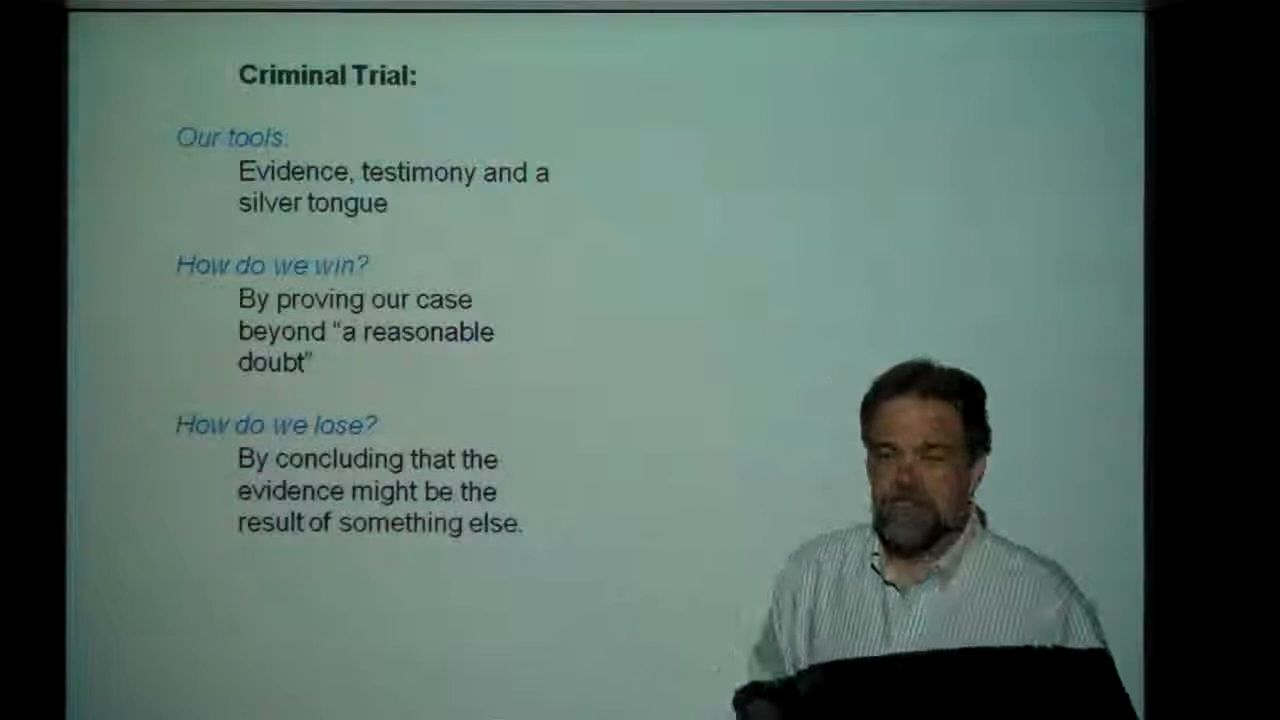 Criminal Trial:
Our tools:
Evidence, testimony and a
silver tongue
How do we win?
By proving our case
beyond “a reasonable
doubt”
How do we lose?
By concluding that the
evidence might be the
result of something else.